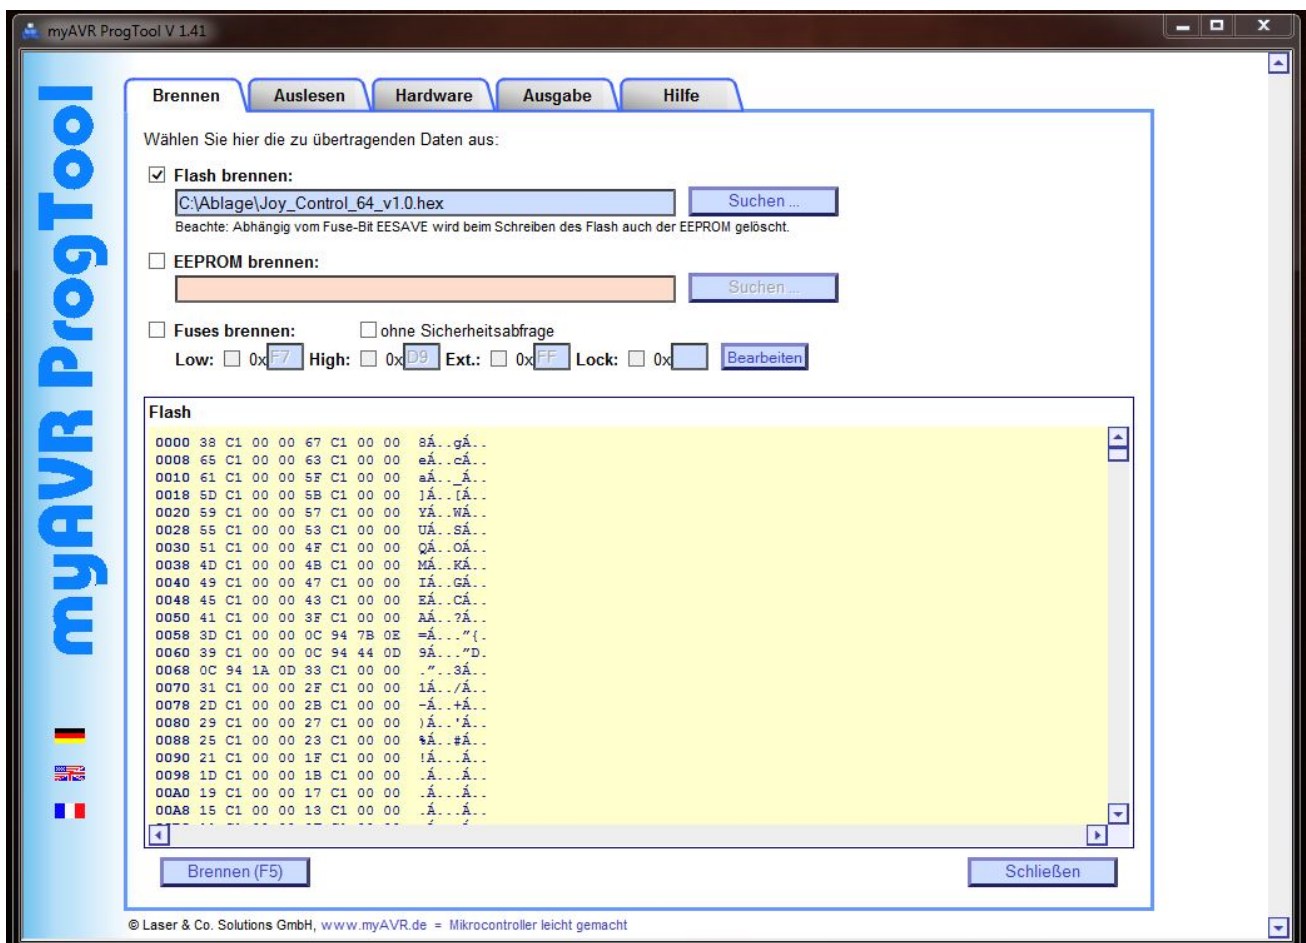 myAVR ProgTool V 1.41
myAVR ProgTool
Brennen Auslesen Hardware Ausgabe Hilfe
Wählen Sie hier die zu übertragenden Daten aus:
Flash brennen:
C:\Ablage\Joy_Control_64_v1.0.hex Suchen ...
Beachte: Abhängig vom Fuse-Bit EESAVE wird beim Schreiben des Flash auch der EEPROM gelöscht.
EEPROM brennen:
Suchen ...
Fuses brennen: ohne Sicherheitsabfrage
Low: 0xF7 High: 0xD9 Ext.: 0xFF Lock: 0x Bearbeiten
Flash
0000 38 C1 00 00 67 C1 00 00 8Á..gÁ..
0008 65 C1 00 00 63 C1 00 00 eÁ..cÁ..
0010 61 C1 00 00 5F C1 00 00 aÁ.._Á..
0018 5D C1 00 00 5B C1 00 00 ]Á..[Á..
0020 59 C1 00 00 57 C1 00 00 YÁ..WÁ..
0028 55 C1 00 00 53 C1 00 00 UÁ..SÁ..
0030 51 C1 00 00 4F C1 00 00 QÁ..OÁ..
0038 4D C1 00 00 4B C1 00 00 MÁ..KÁ..
0040 49 C1 00 00 47 C1 00 00 IÁ..GÁ..
0048 45 C1 00 00 43 C1 00 00 EÁ..CÁ..
0050 41 C1 00 00 3F C1 00 00 AÁ..?Á..
0058 3D C1 00 00 0C 94 7B 0E =Á...”{.
0060 39 C1 00 00 0C 94 44 0D 9Á...”D.
0068 0C 94 1A 0D 33 C1 00 00 .”..3Á..
0070 31 C1 00 00 2F C1 00 00 1Á../Á..
0078 2D C1 00 00 2B C1 00 00 -Á..+Á..
0080 29 C1 00 00 27 C1 00 00 )Á..'Á..
0088 25 C1 00 00 23 C1 00 00 %Á..#Á..
0090 21 C1 00 00 1F C1 00 00 !Á...Á..
0098 1D C1 00 00 1B C1 00 00 .Á...Á..
00A0 19 C1 00 00 17 C1 00 00 .Á...Á..
00A8 15 C1 00 00 13 C1 00 00 .Á...Á..
Brennen (F5) Schließen
© Laser & Co. Solutions GmbH, www.myAVR.de = Mikrocontroller leicht gemacht